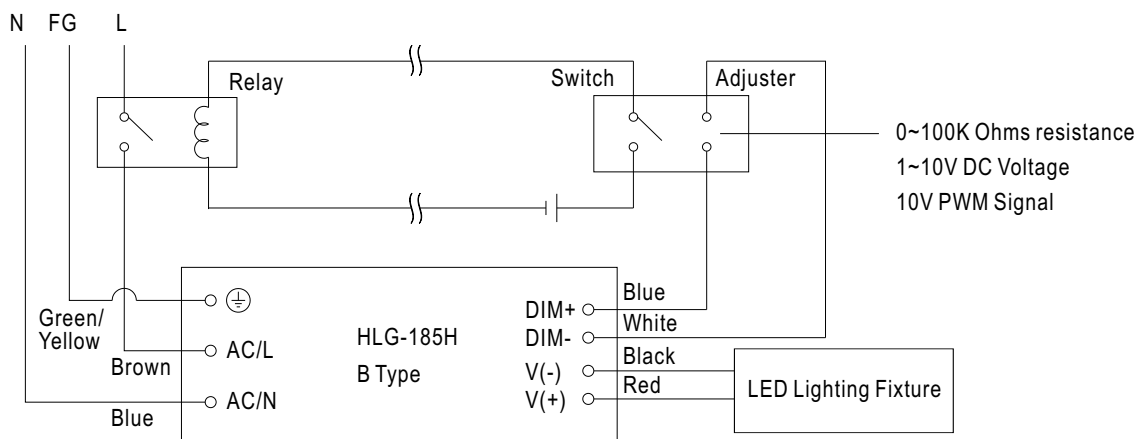 N FG L
Relay
Switch
Adjuster
0~100K Ohms resistance
1~10V DC Voltage
10V PWM Signal
Green/
Yellow
Brown
Blue
AC/L
AC/N
HLG-185H
B Type
DIM+
DIM-
V(-)
V(+)
Blue
White
Black
Red
LED Lighting Fixture